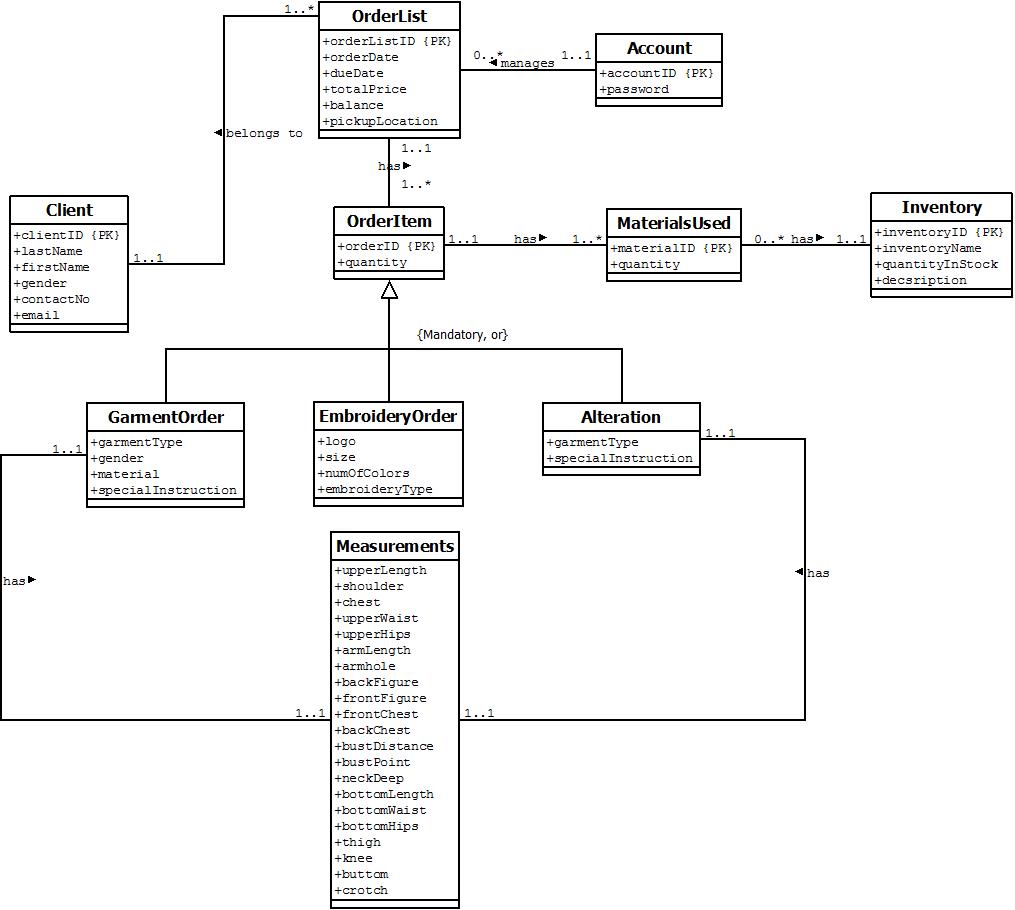 OrderList
+orderListID {PK}
+orderDate
+dueDate
+totalPrice
+balance
+pickupLocation
1..*
0..*
manages
1..1
Account
+accountID {PK}
+password
belongs to
1..1
has
1..*
Client
+clientID {PK}
+lastName
+firstName
+gender
+contactNo
+email
1..1
OrderItem
+orderID {PK}
+quantity
1..1
has
1..*
MaterialsUsed
+materialID {PK}
+quantity
0..*
has
1..1
Inventory
+inventoryID {PK}
+inventoryName
+quantityInStock
+decsription
{Mandatory, or}
GarmentOrder
+garmentType
+gender
+material
+specialInstruction
1..1
EmbroideryOrder
+logo
+size
+numOfColors
+embroideryType
Alteration
+garmentType
+specialInstruction
1..1
has
has
Measurements
+upperLength
+shoulder
+chest
+upperWaist
+upperHips
+armLength
+armhole
+backFigure
+frontFigure
+frontChest
+backChest
+bustDistance
+bustPoint
+neckDeep
+bottomLength
+bottomWaist
+bottomHips
+thigh
+knee
+buttom
+crotch
1..1
1..1